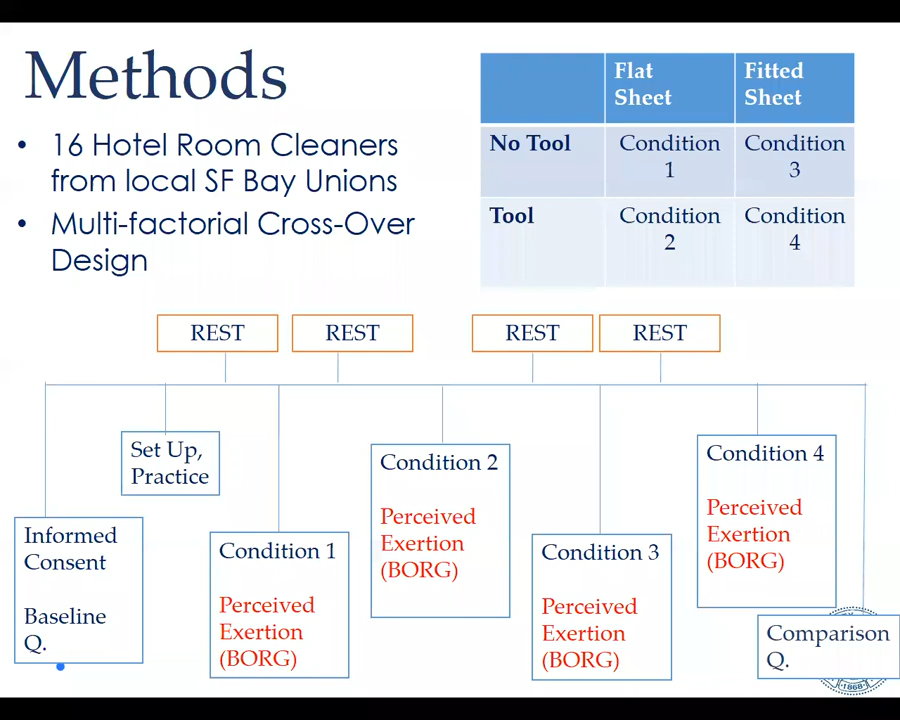 Methods
• 16 Hotel Room Cleaners
from local SF Bay Unions
• Multi-factorial Cross-Over
Design
Flat
Sheet
Fitted
Sheet
No Tool
Condition
1
Condition
3
Tool
Condition
2
Condition
4
REST
REST
REST
REST
Set Up,
Practice
Informed
Consent
Baseline
Q.
Condition 1
Perceived
Exertion
(BORG)
Condition 2
Perceived
Exertion
(BORG)
Condition 3
Perceived
Exertion
(BORG)
Condition 4
Perceived
Exertion
(BORG)
Comparison
Q.
·1868·